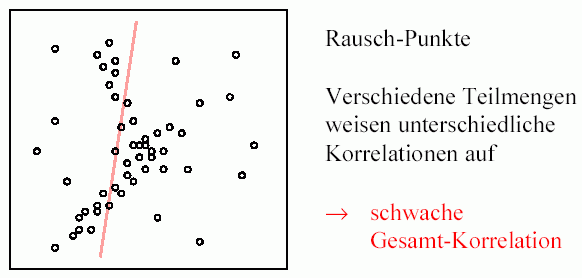 Rausch-Punkte
Verschiedene Teilmengen
weisen unterschiedliche
Korrelationen auf
→ schwache
Gesamt-Korrelation